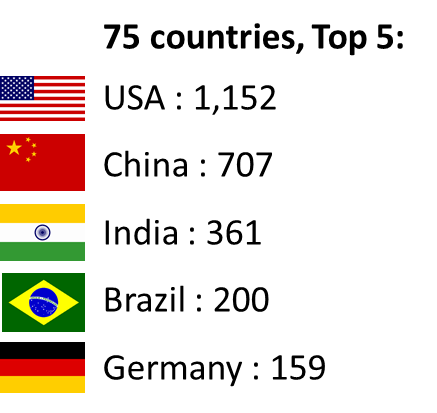 75 countries, Top 5:
USA : 1,152
China : 707
India : 361
Brazil : 200
Germany : 159